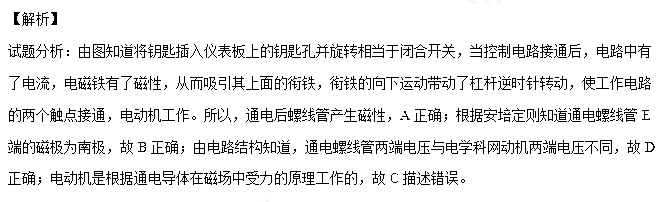 【解析】
试题分析：由图知道将钥匙插入仪表板上的钥匙孔并旋转相当于闭合开关，当控制电路接通后，电路中有
了电流，电磁铁有了磁性，从而吸引其上面的衔铁，衔铁的向下运动带动了杠杆逆时针转动，使工作电路
的两个触点接通，电动机工作。所以，通电后螺线管产生磁性，A 正确；根据安培定则知道通电螺线管 E
端的磁极为南极，故 B 正确；由电路结构知道，通电螺线管两端电压与电学科网动机两端电压不同，故 D
正确；电动机是根据通电导体在磁场中受力的原理工作的，故 C 描述错误。